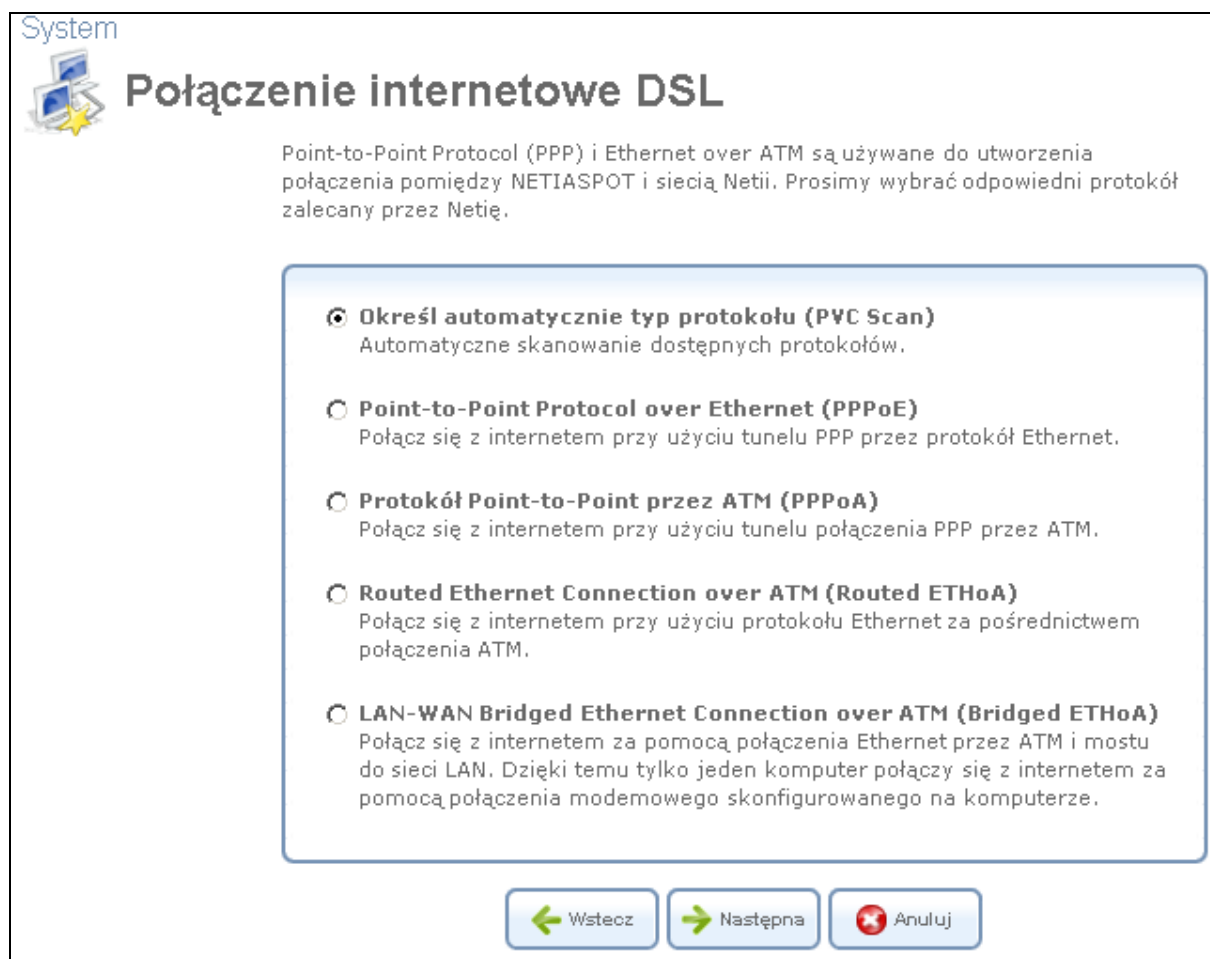 System
Połączenie internetowe DSL
Point-to-Point Protocol (PPP) i Ethernet over ATM są używane do utworzenia
połączenia pomiędzy NETIASPOT i siecią Netii. Prosimy wybrać odpowiedni protokół
zalecany przez Netię.
Określ automatycznie typ protokołu (PVC Scan)
Automatyczne skanowanie dostępnych protokołów.
Point-to-Point Protocol over Ethernet (PPPoE)
Połącz się z internetem przy użyciu tunelu PPP przez protokół Ethernet.
Protokół Point-to-Point przez ATM (PPPoA)
Połącz się z internetem przy użyciu tunelu połączenia PPP przez ATM.
Routed Ethernet Connection over ATM (Routed ETHoA)
Połącz się z internetem przy użyciu protokołu Ethernet za pośrednictwem
połączenia ATM.
LAN-WAN Bridged Ethernet Connection over ATM (Bridged ETHoA)
Połącz się z internetem za pomocą połączenia Ethernet przez ATM i mostu
do sieci LAN. Dzięki temu tylko jeden komputer połączy się z internetem za
pomocą połączenia modemowego skonfigurowanego na komputerze.
Wstecz Następna Anuluj